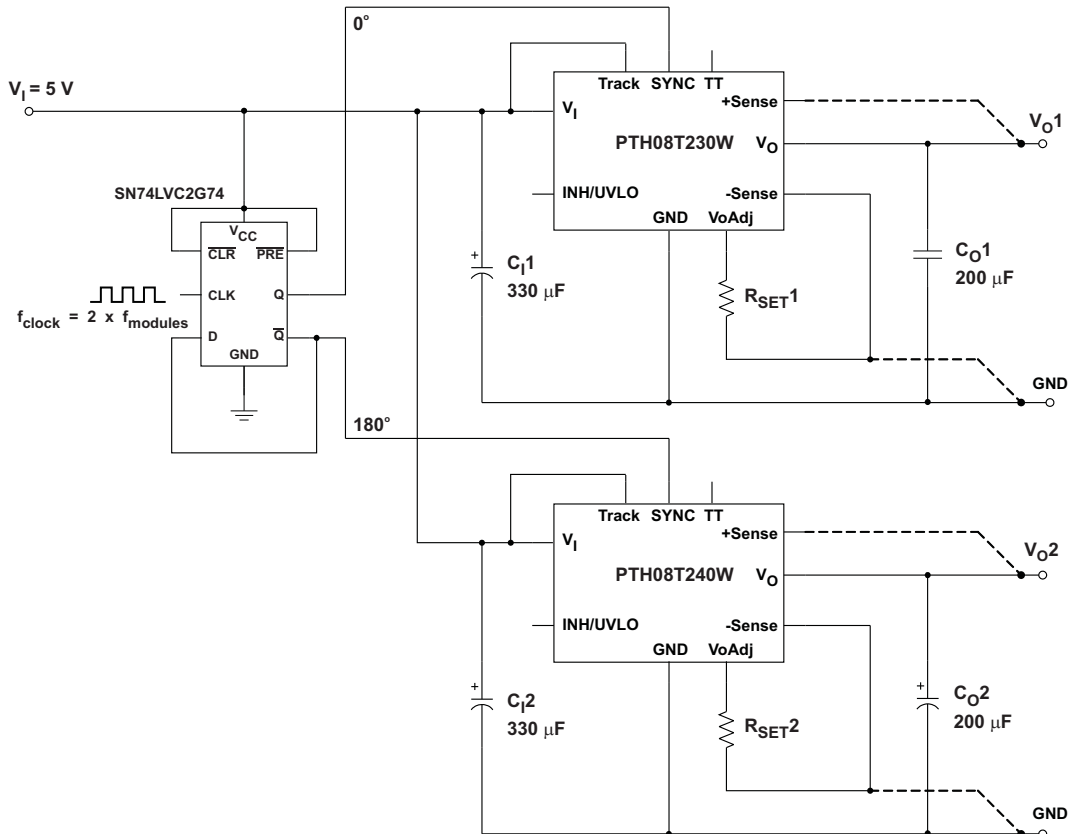 0°
V_I = 5 V
Track SYNC TT
V_I
+Sense
PTH08T230W
V_O
V_O1
INH/UVLO
-Sense
GND
VoAdj
SN74LVC2G74
V_CC
C̅L̅R̅
P̅R̅E̅
CLK
Q
f_clock = 2 x f_modules
D
Q̅
GND
+
C_I1
330 μF
R_SET1
C_O1
200 μF
GND
180°
Track SYNC TT
V_I
+Sense
PTH08T240W
V_O
V_O2
INH/UVLO
-Sense
GND
VoAdj
+
C_I2
330 μF
R_SET2
+
C_O2
200 μF
GND